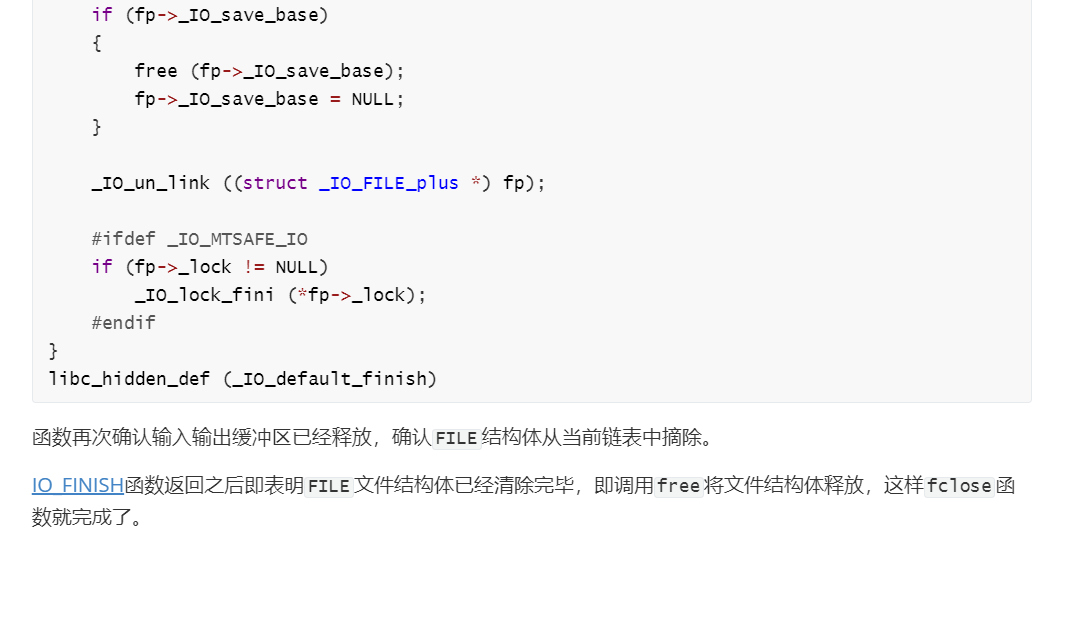 if (fp->_IO_save_base)
{
free (fp->_IO_save_base);
fp->_IO_save_base = NULL;
}
_IO_un_link ((struct _IO_FILE_plus *) fp);
#ifdef _IO_MTSAFE_IO
if (fp->_lock != NULL)
_IO_lock_fini (*fp->_lock);
#endif
}
libc_hidden_def (_IO_default_finish)
函数再次确认输入输出缓冲区已经释放，确认FILE结构体从当前链表中摘除。
IO_FINISH函数返回之后即表明FILE文件结构体已经清除完毕，即调用free将文件结构体释放，这样fclose函
数就完成了。